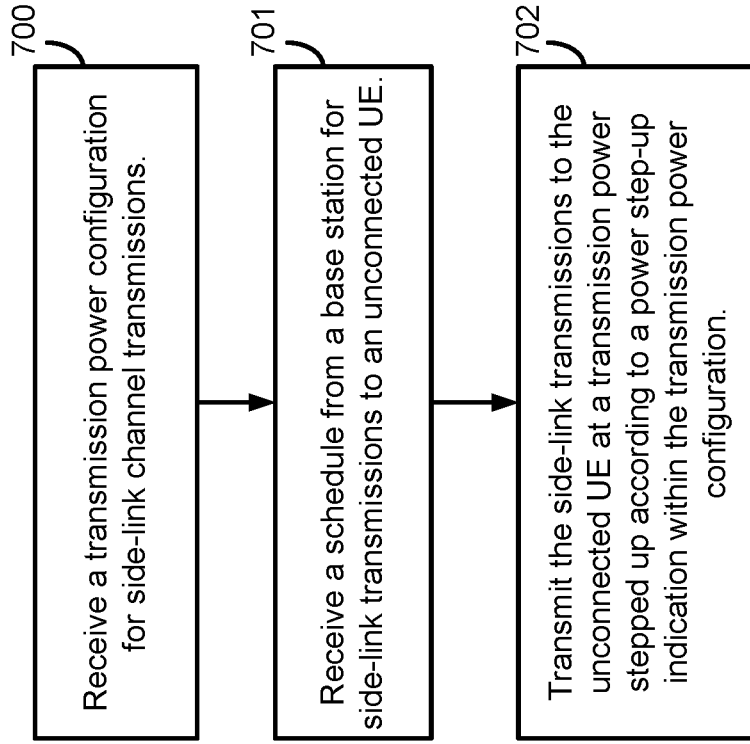 700
Receive a transmission power configuration
for side-link channel transmissions.
701
Receive a schedule from a base station for
side-link transmissions to an unconnected UE.
702
Transmit the side-link transmissions to the
unconnected UE at a transmission power
stepped up according to a power step-up
indication within the transmission power
configuration.